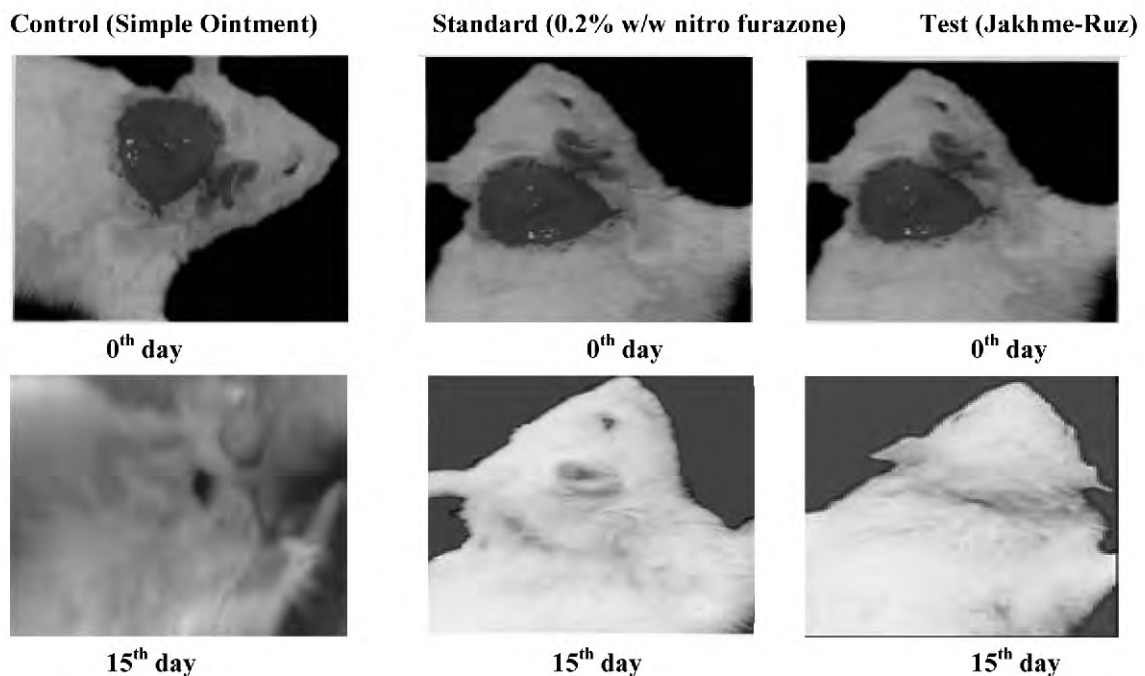 Control (Simple Ointment) Standard (0.2% w/w nitro furazone) Test (Jakhme-Ruz)
0th day 0th day 0th day
15th day 15th day 15th day